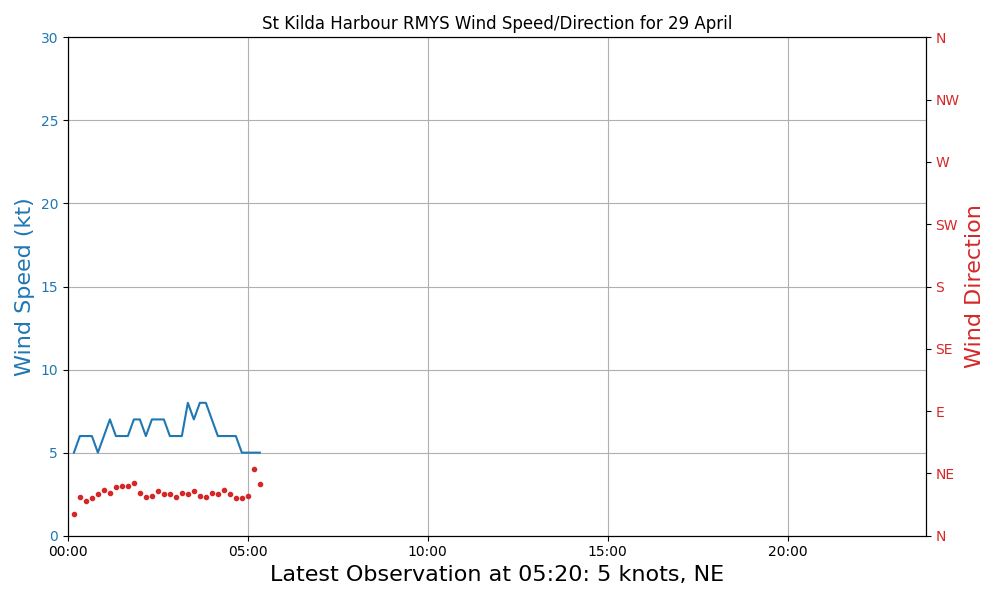 St Kilda Harbour RMYS Wind Speed/Direction for 29 April
30
25
20
15
10
5
0
Wind Speed (kt)
N
NW
W
SW
S
SE
E
NE
N
Wind Direction
00:00
05:00
10:00
15:00
20:00
Latest Observation at 05:20: 5 knots, NE